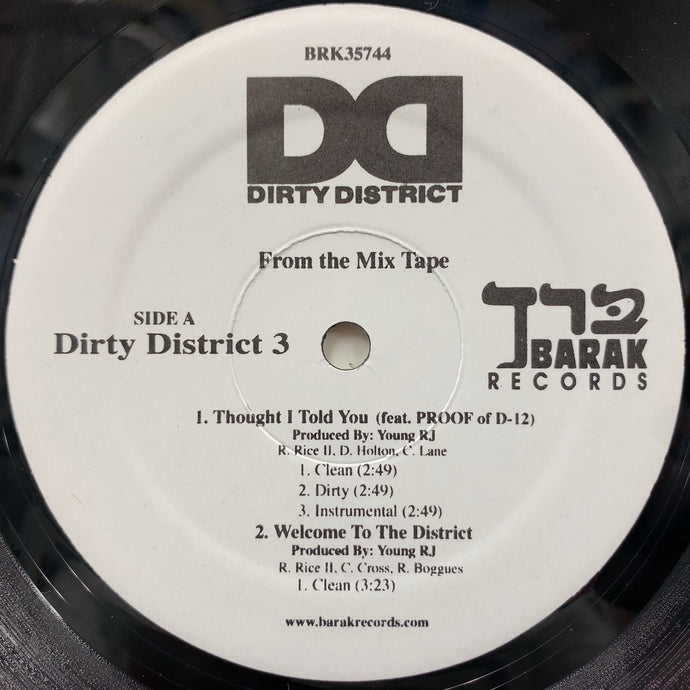 BRK35744
DD
DIRTY DISTRICT
From the Mix Tape
SIDE A
Dirty District 3
ברך
BARAK
RECORDS
1. Thought I Told You (feat. PROOF of D-12)
Produced By: Young RJ
R. Rice II, D. Holton, C. Lane
1. Clean (2:49)
2. Dirty (2:49)
3. Instrumental (2:49)
2. Welcome To The District
Produced By: Young RJ
R. Rice II, C. Cross, R. Boggues
1. Clean (3:23)
www.barakrecords.com